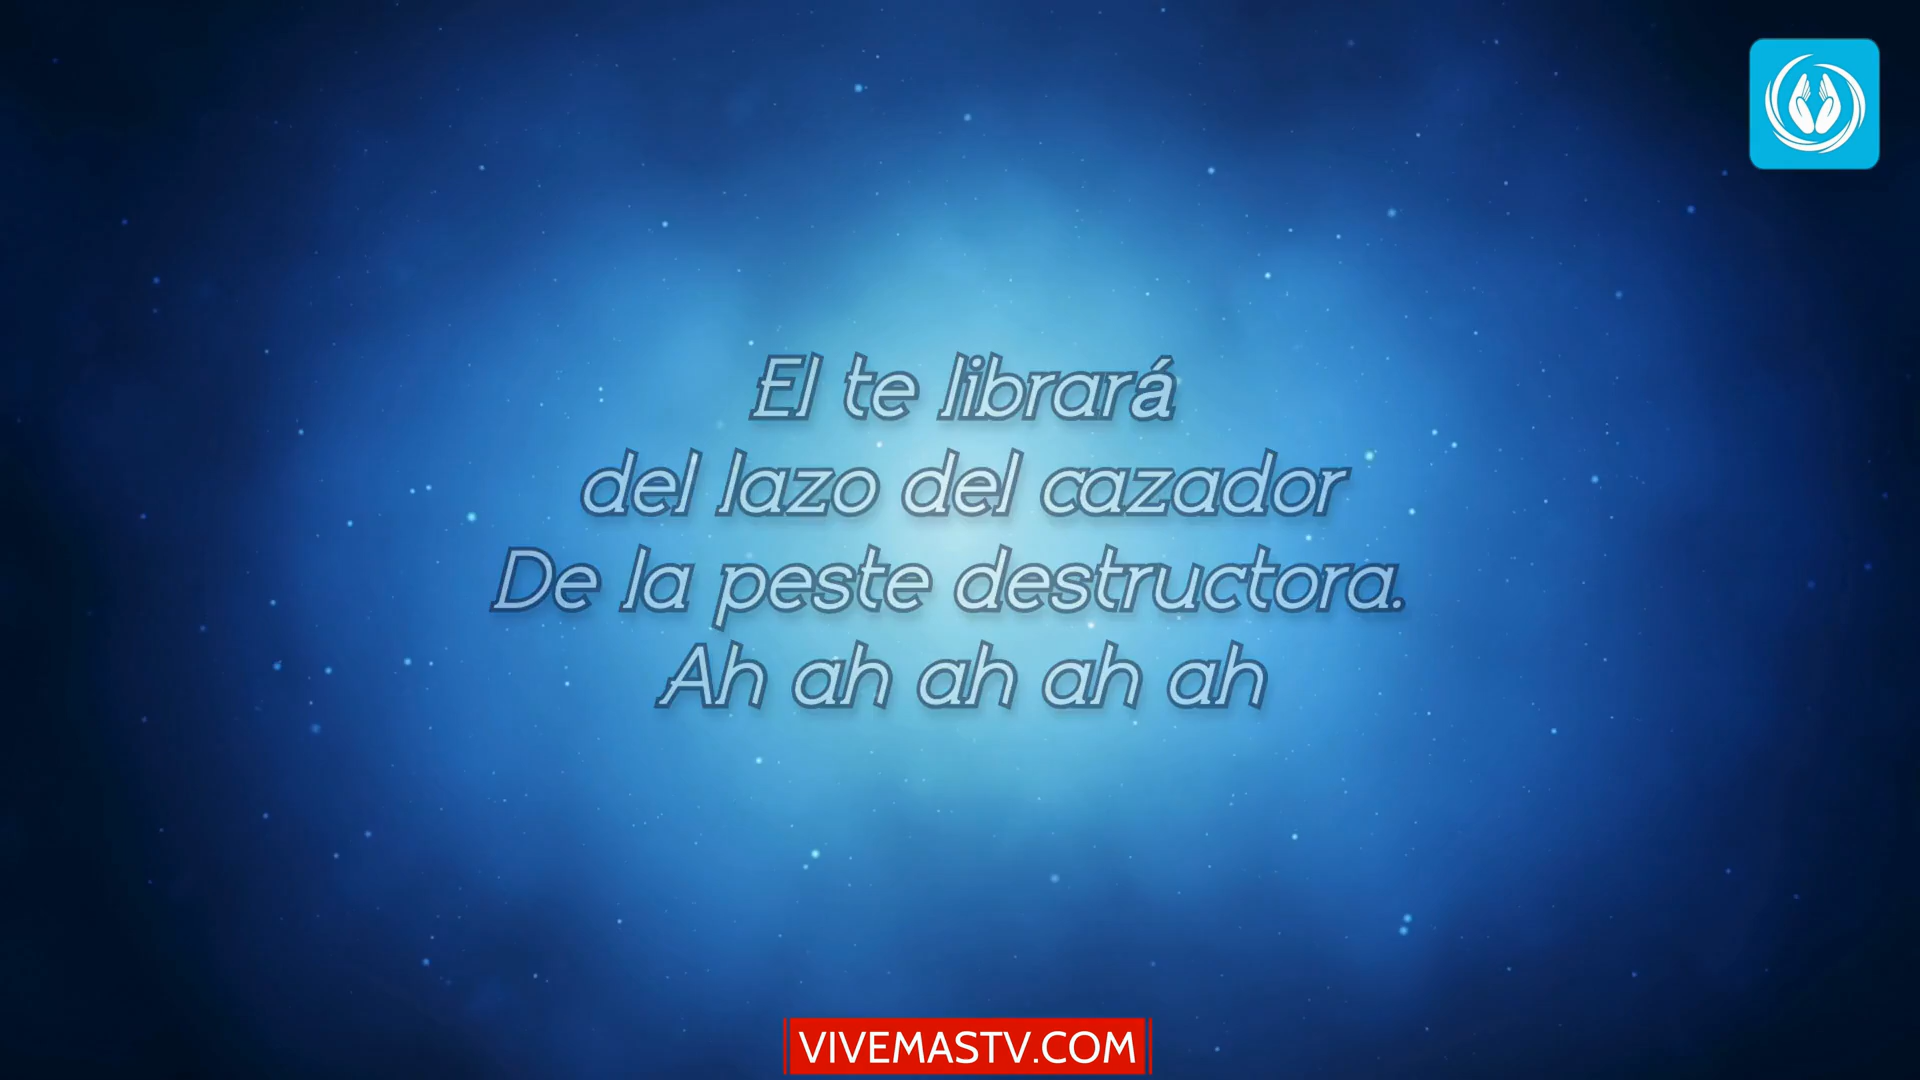 El te librará
del lazo del cazador
De la peste destructora.
Ah ah ah ah ah
VIVEMASTV.COM